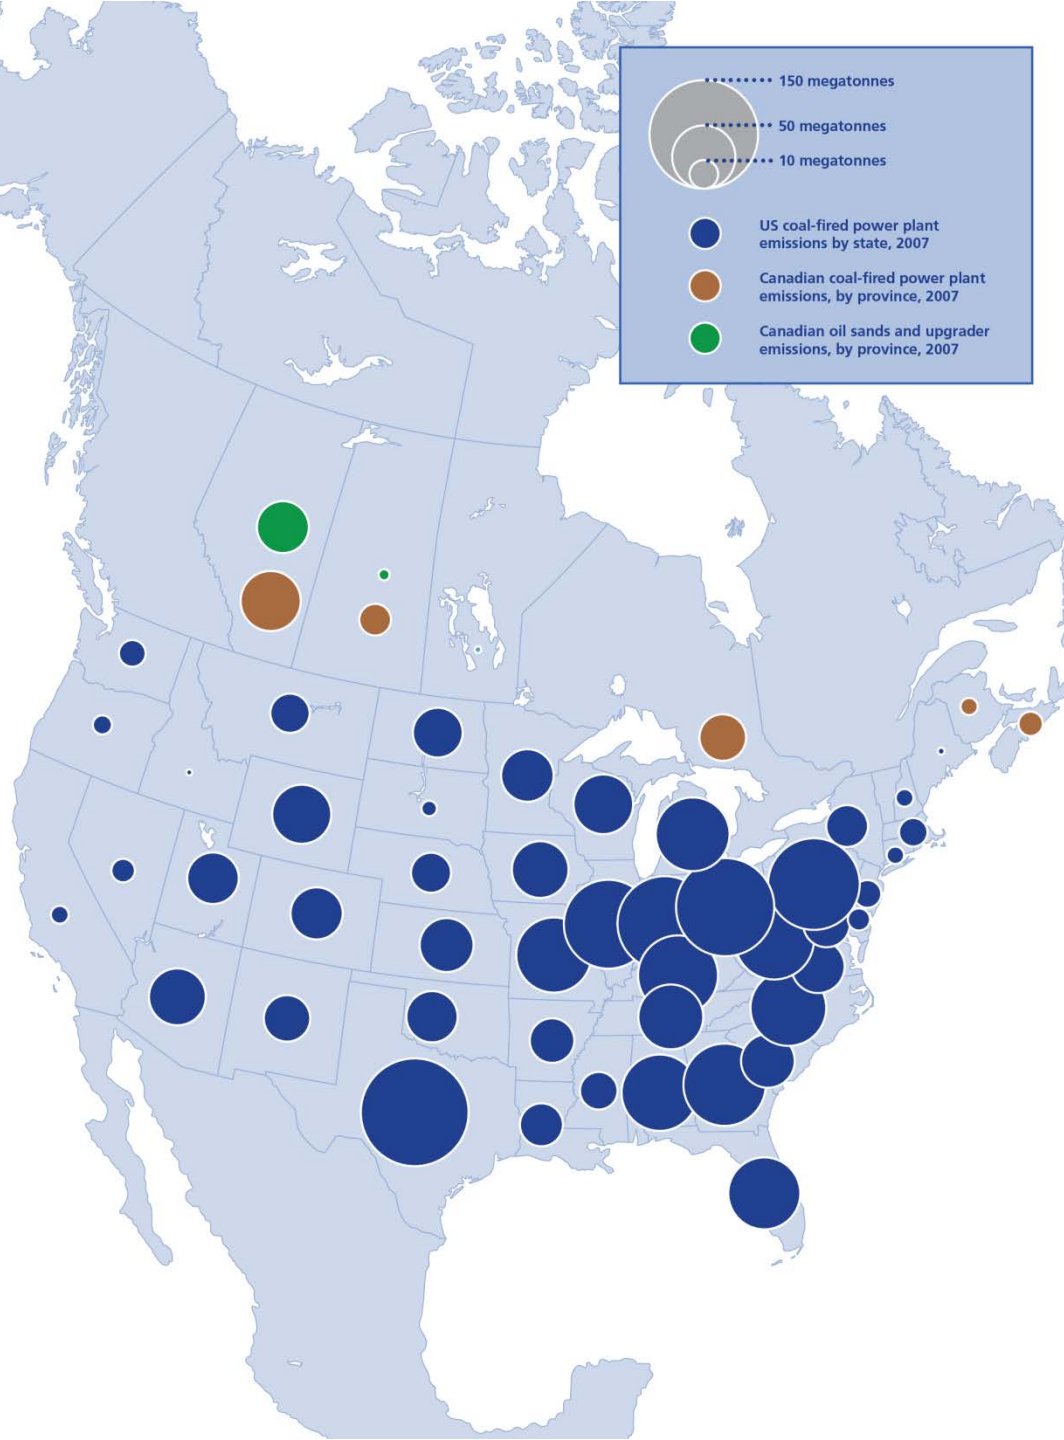 150 megatonnes
50 megatonnes
10 megatonnes
US coal-fired power plant
emissions by state, 2007
Canadian coal-fired power plant
emissions, by province, 2007
Canadian oil sands and upgrader
emissions, by province, 2007